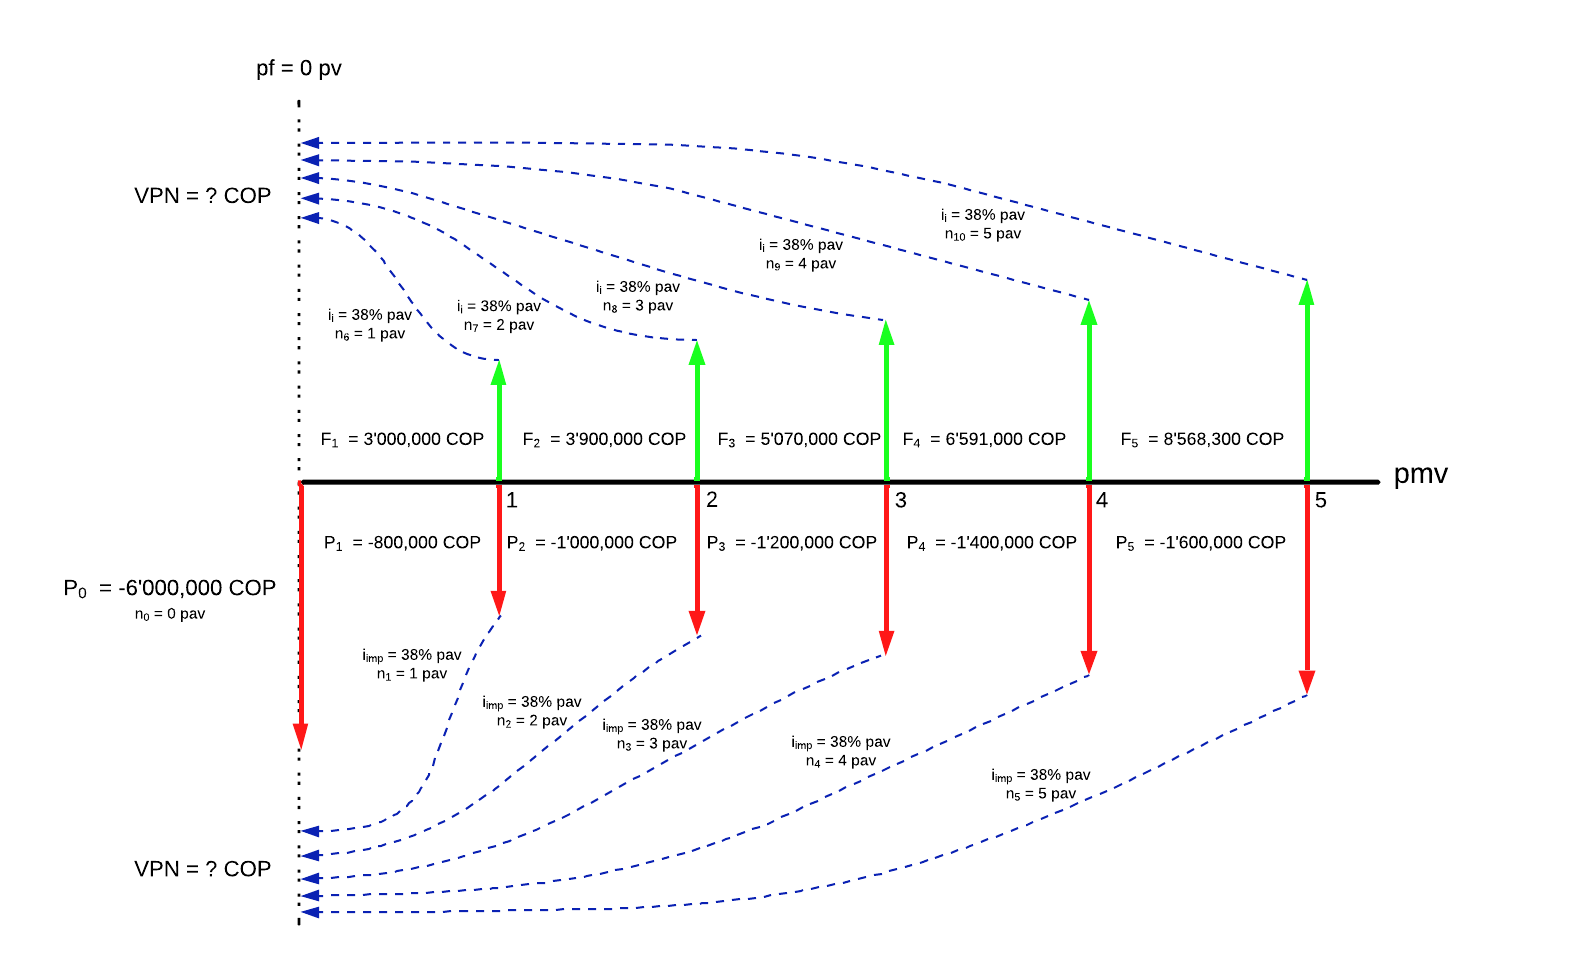 pf = 0 pv
VPN = ? COP
iᵢ = 38% pav
n₁₀ = 5 pav
iᵢ = 38% pav
n₉ = 4 pav
iᵢ = 38% pav
n₈ = 3 pav
iᵢ = 38% pav
n₇ = 2 pav
iᵢ = 38% pav
n₆ = 1 pav
F₁ = 3'000,000 COP
F₂ = 3'900,000 COP
F₃ = 5'070,000 COP
F₄ = 6'591,000 COP
F₅ = 8'568,300 COP
pmv
1
2
3
4
5
P₁ = -800,000 COP
P₂ = -1'000,000 COP
P₃ = -1'200,000 COP
P₄ = -1'400,000 COP
P₅ = -1'600,000 COP
P₀ = -6'000,000 COP
n₀ = 0 pav
iimp = 38% pav
n₁ = 1 pav
iimp = 38% pav
n₂ = 2 pav
iimp = 38% pav
n₃ = 3 pav
iimp = 38% pav
n₄ = 4 pav
iimp = 38% pav
n₅ = 5 pav
VPN = ? COP